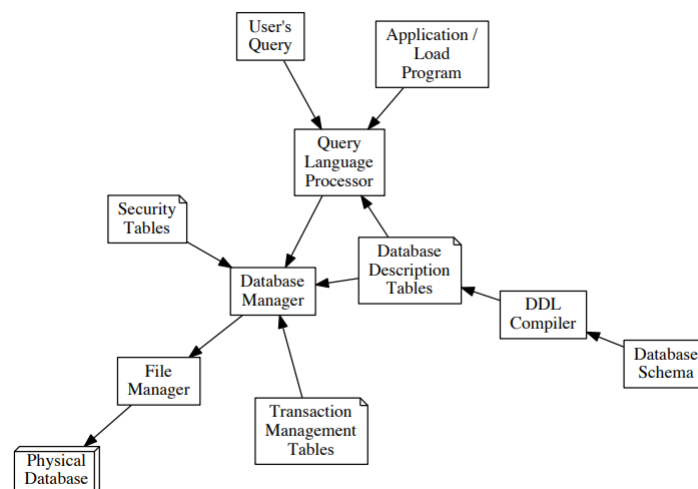 User's
Query
Application /
Load
Program
Query
Language
Processor
Security
Tables
Database
Description
Tables
Database
Manager
DDL
Compiler
Database
Schema
File
Manager
Transaction
Management
Tables
Physical
Database